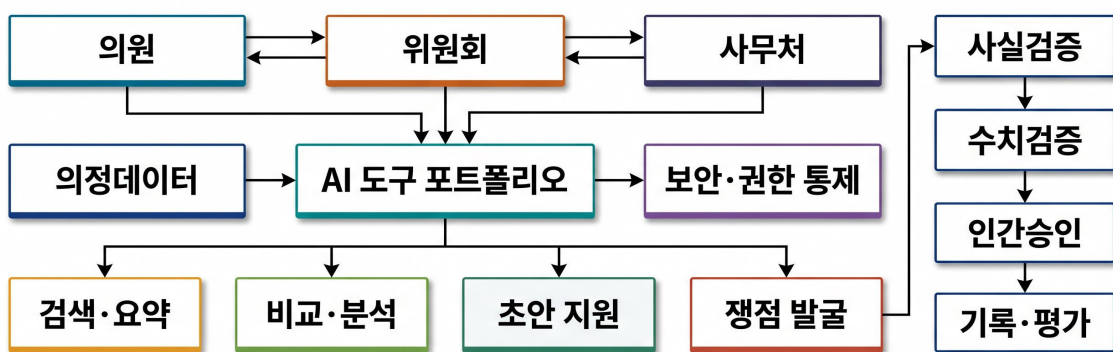 의원
위원회
사무처
사실검증
의정데이터
AI 도구 포트폴리오
보안·권한 통제
수치검증
인간승인
검색·요약
비교·분석
초안 지원
쟁점 발굴
기록·평가